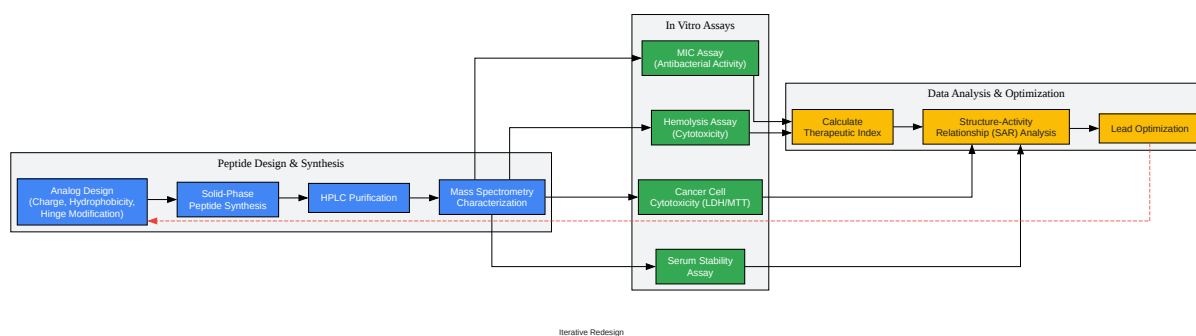 Peptide Design & Synthesis
Analog Design
(Charge, Hydrophobicity,
Hinge Modification)
Solid-Phase
Peptide Synthesis
HPLC Purification
Mass Spectrometry
Characterization
In Vitro Assays
MIC Assay
(Antibacterial Activity)
Hemolysis Assay
(Cytotoxicity)
Cancer Cell
Cytotoxicity (LDH/MTT)
Serum Stability
Assay
Data Analysis & Optimization
Calculate
Therapeutic Index
Structure-Activity
Relationship (SAR) Analysis
Lead Optimization
Iterative Redesign